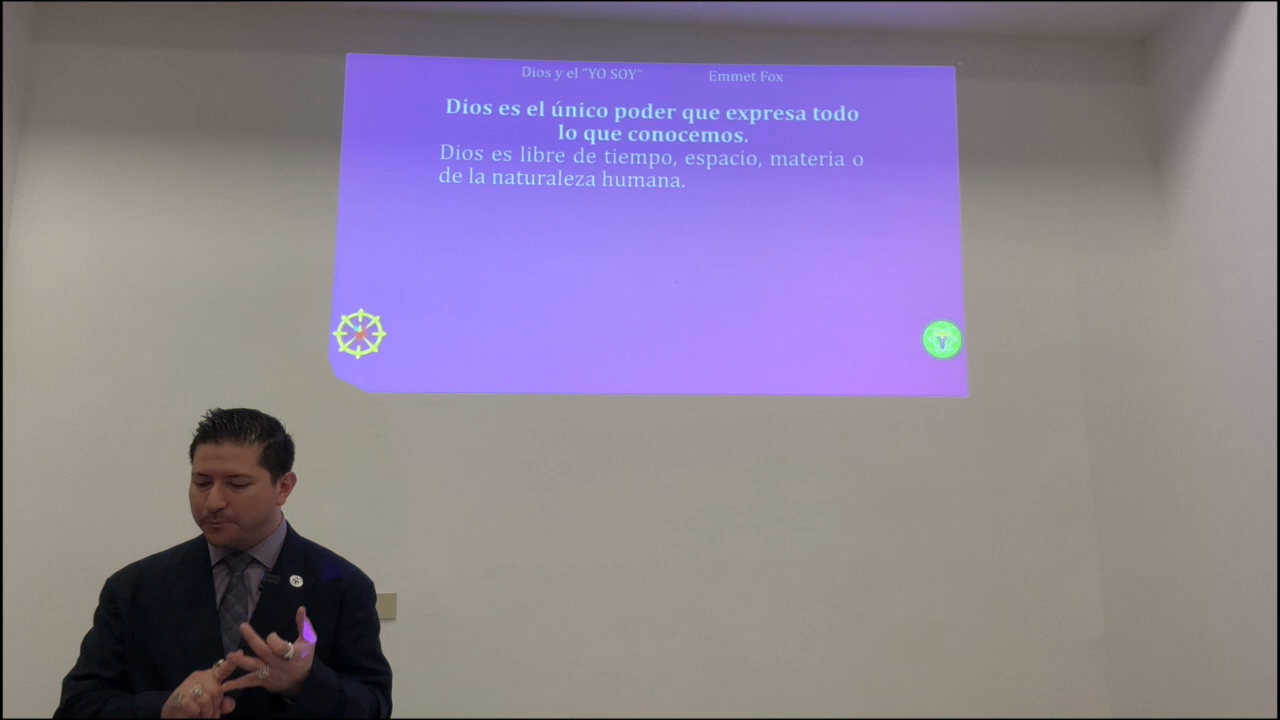 Dios y el “YO SOY” Emmet Fox
Dios es el único poder que expresa todo
lo que conocemos.
Dios es libre de tiempo, espacio, materia o
de la naturaleza humana.